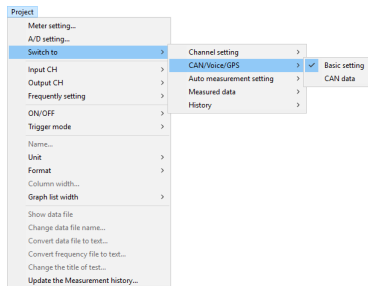 Project
Meter setting...
A/D setting...
Switch to
Input CH
Output CH
Frequently setting
ON/OFF
Trigger mode
Name...
Unit
Format
Column width...
Graph list width
Show data file
Change data file name...
Convert data file to text...
Convert frequency file to text...
Change the title of test...
Update the Measurement history...
Channel setting
CAN/Voice/GPS
Auto measurement setting
Measured data
History
Basic setting
CAN data